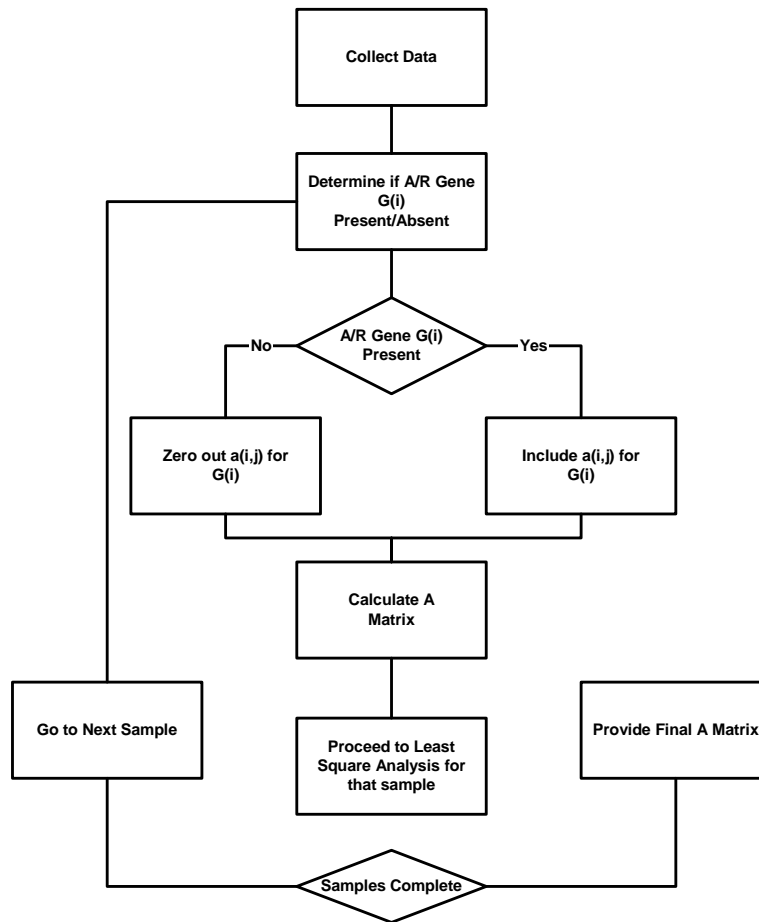 Collect Data
Determine if A/R Gene
G(i)
Present/Absent
A/R Gene G(i)
Present
No
Yes
Zero out a(i,j) for
G(i)
Include a(i,j) for
G(i)
Calculate A
Matrix
Go to Next Sample
Proceed to Least
Square Analysis for
that sample
Provide Final A Matrix
Samples Complete